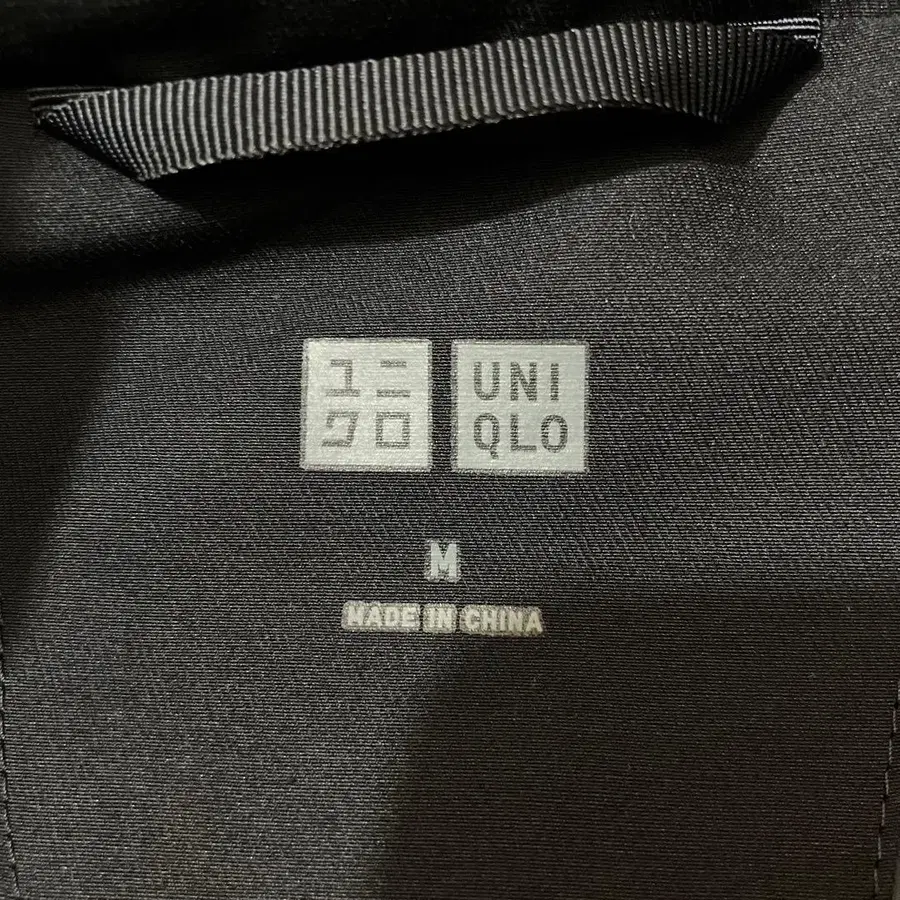 ユニ
クロ
UNI
QLO
M
MADE IN CHINA